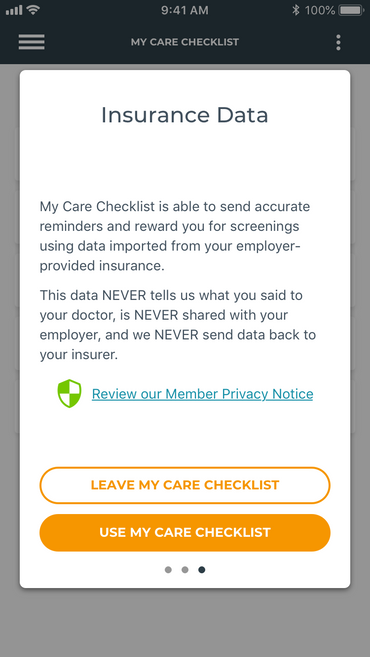 9:41 AM
100%
MY CARE CHECKLIST
Insurance Data
My Care Checklist is able to send accurate
reminders and reward you for screenings
using data imported from your employer-
provided insurance.
This data NEVER tells us what you said to
your doctor, is NEVER shared with your
employer, and we NEVER send data back to
your insurer.
Review our Member Privacy Notice
LEAVE MY CARE CHECKLIST
USE MY CARE CHECKLIST